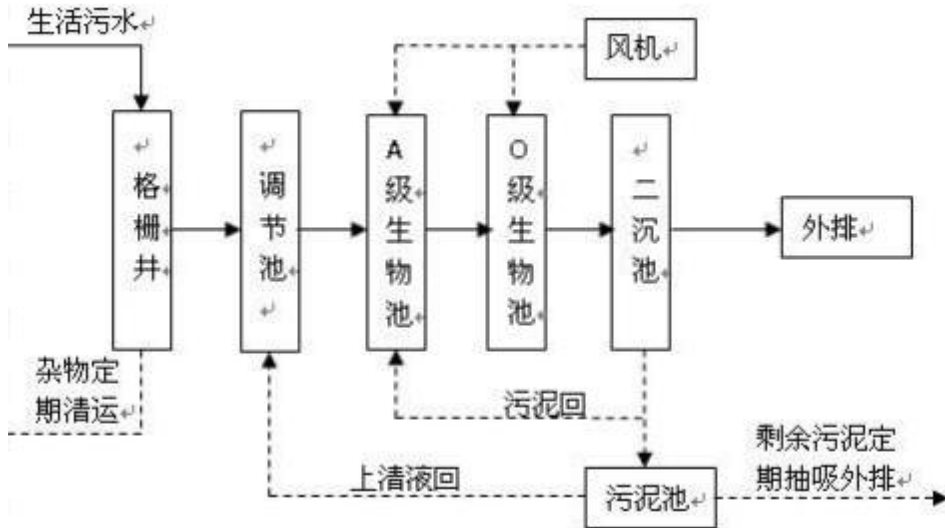 生活污水↵
风机↵
↵
格↵
栅↵
井↵
↵
调
节
池↵
↵
A
级↵
生
物
池↵
O
级↵
生
物
池↵
↵
二
沉
池↵
外排↵
杂物定
期清运↵
污泥回
上清液回
污泥池↵
剩余污泥定
期抽吸外排↵